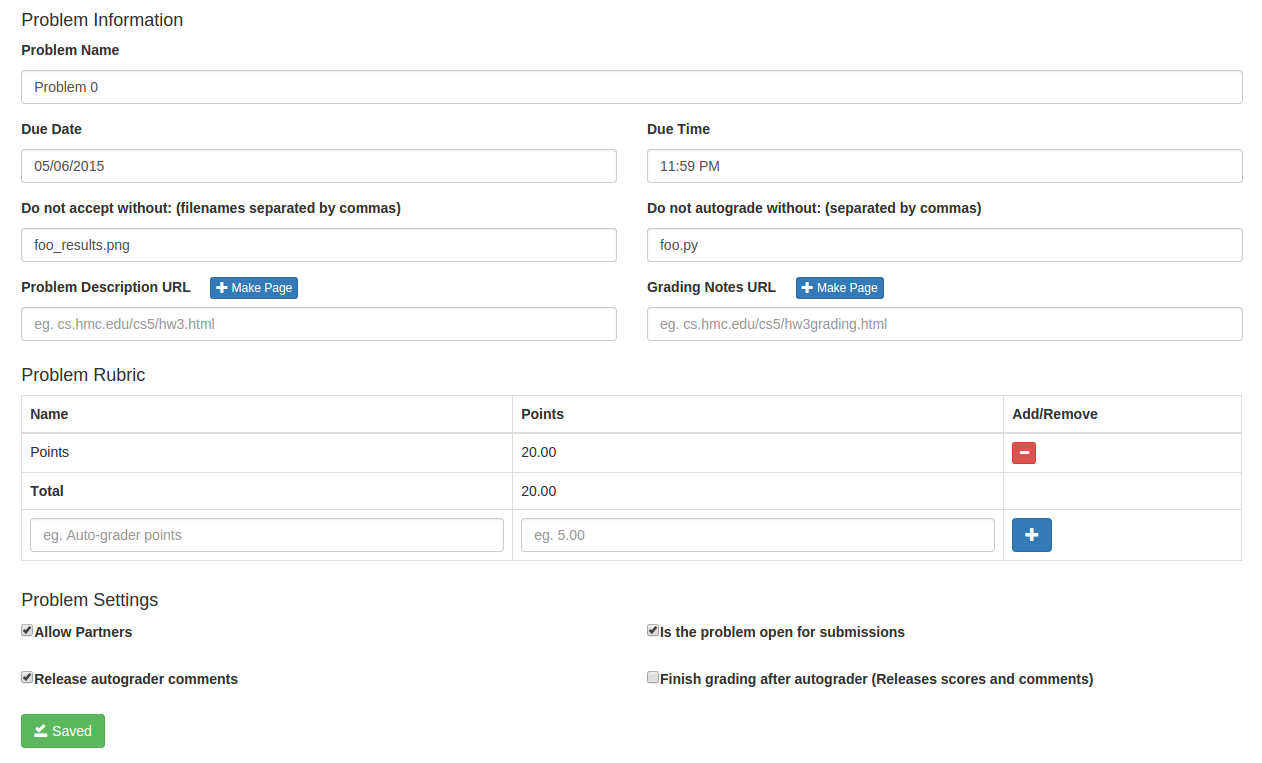 Problem Information
Problem Name
Problem 0
Due Date Due Time
05/06/2015 11:59 PM
Do not accept without: (filenames separated by commas) Do not autograde without: (separated by commas)
foo_results.png foo.py
Problem Description URL Make Page Grading Notes URL Make Page
eg. cs.hmc.edu/cs5/hw3.html eg. cs.hmc.edu/cs5/hw3grading.html
Problem Rubric
Name Points Add/Remove
Points 20.00
Total 20.00
eg. Auto-grader points eg. 5.00
Problem Settings
Allow Partners Is the problem open for submissions
Release autograder comments Finish grading after autograder (Releases scores and comments)
Saved